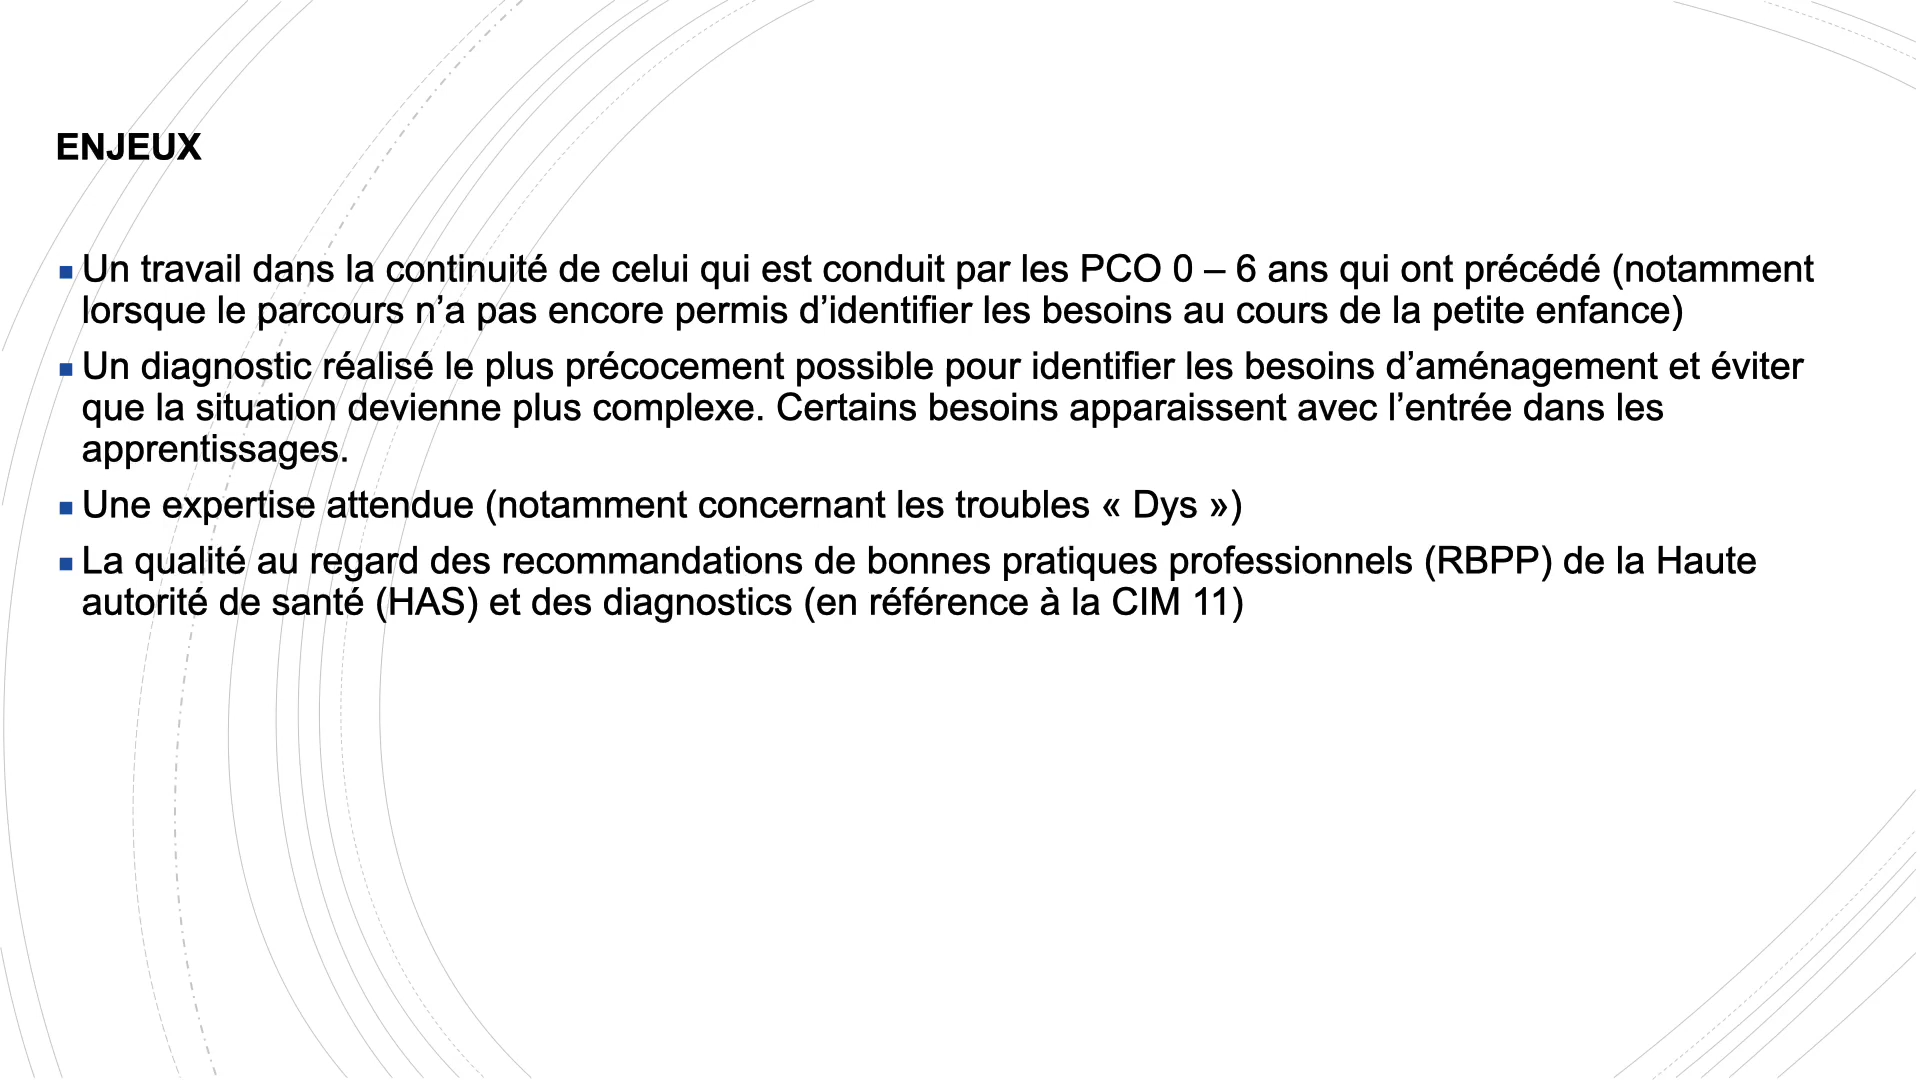 ENJEUX
▪ Un travail dans la continuité de celui qui est conduit par les PCO 0 – 6 ans qui ont précédé (notamment
lorsque le parcours n’a pas encore permis d’identifier les besoins au cours de la petite enfance)
▪ Un diagnostic réalisé le plus précocement possible pour identifier les besoins d’aménagement et éviter
que la situation devienne plus complexe. Certains besoins apparaissent avec l’entrée dans les
apprentissages.
▪ Une expertise attendue (notamment concernant les troubles « Dys »)
▪ La qualité au regard des recommandations de bonnes pratiques professionnels (RBPP) de la Haute
autorité de santé (HAS) et des diagnostics (en référence à la CIM 11)